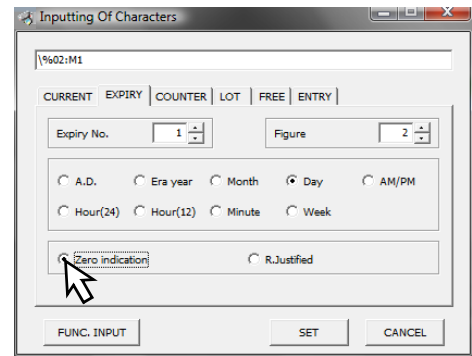 Inputting Of Characters
\%02:M1
CURRENT EXPIRY COUNTER LOT FREE ENTRY
Expiry No. 1 Figure 2
A.D. Era year Month Day AM/PM
Hour(24) Hour(12) Minute Week
Zero indication R.Justified
FUNC. INPUT SET CANCEL